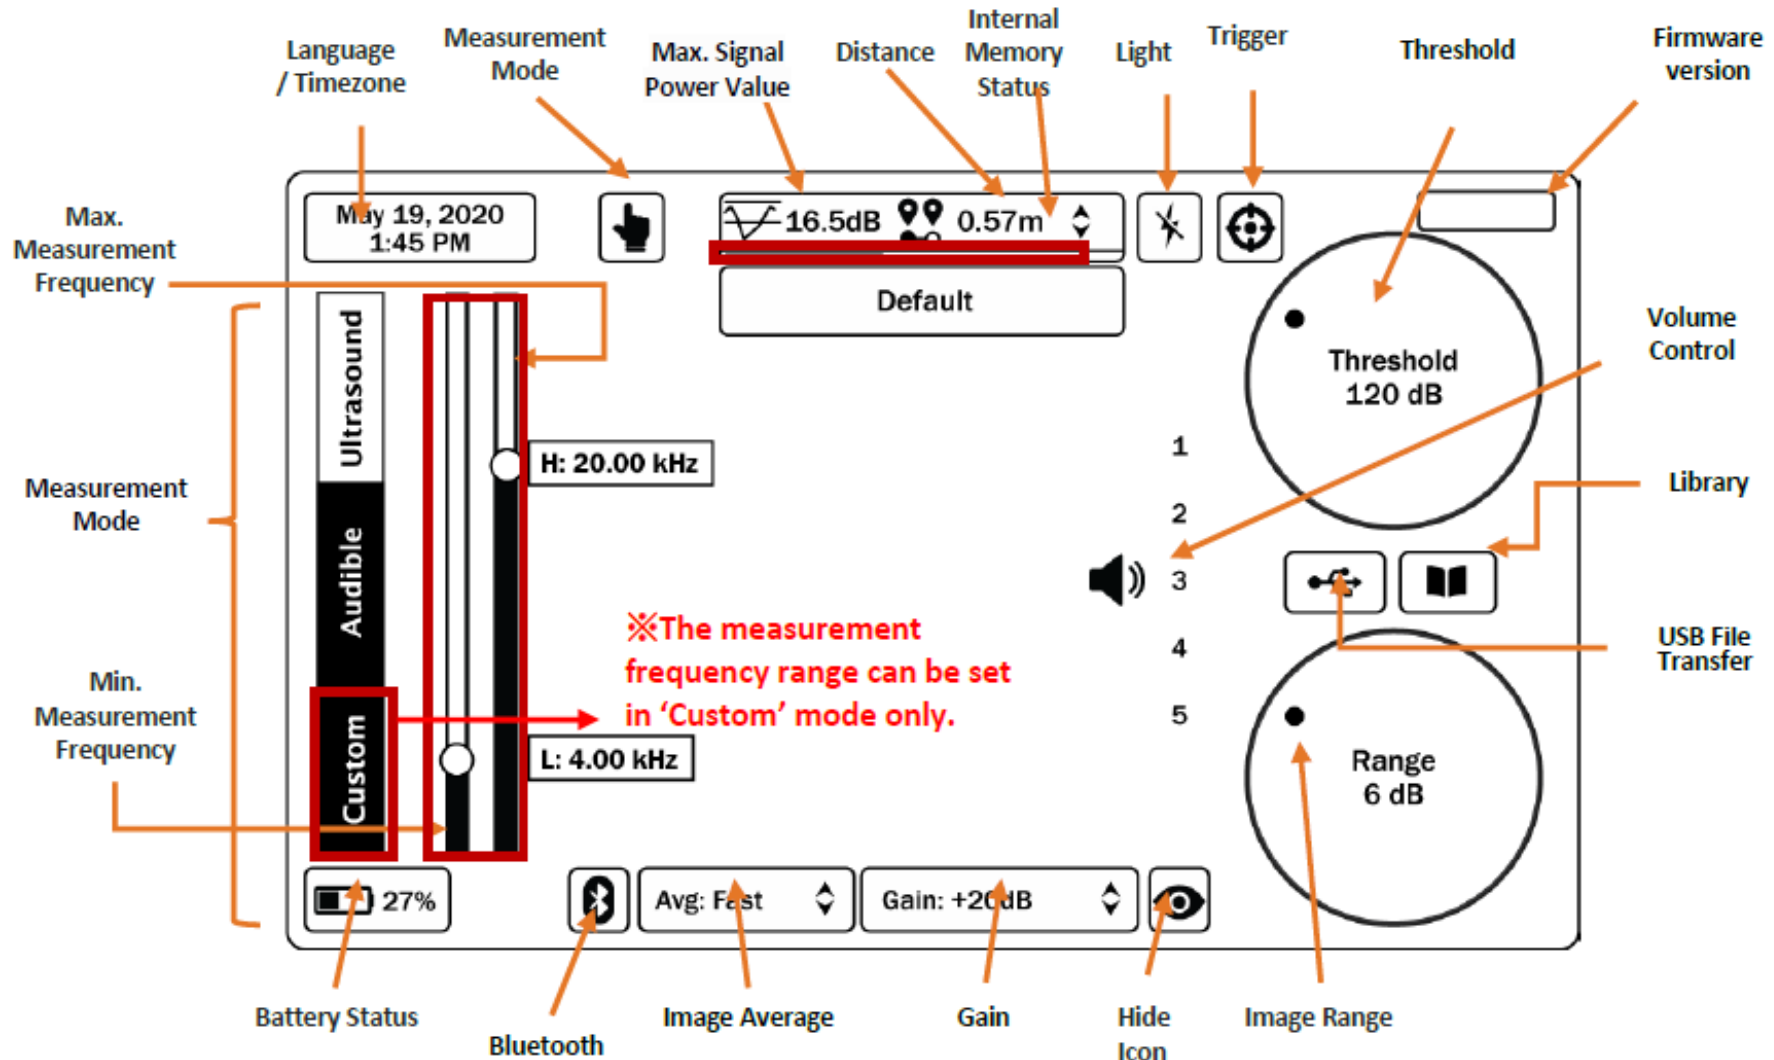 Language
/ Timezone
Measurement
Mode
Max. Signal
Power Value
Distance
Internal
Memory
Status
Light
Trigger
Threshold
Firmware
version
May 19, 2020
1:45 PM
16.5dB
0.57m
Default
Max.
Measurement
Frequency
Ultrasound
Audible
Custom
Measurement
Mode
Min.
Measurement
Frequency
H: 20.00 kHz
L: 4.00 kHz
※The measurement
frequency range can be set
in ‘Custom’ mode only.
1
2
3
4
5
Threshold
120 dB
Volume
Control
Library
USB File
Transfer
Range
6 dB
27%
Avg: Fast
Gain: +20dB
Battery Status
Bluetooth
Image Average
Gain
Hide
Icon
Image Range